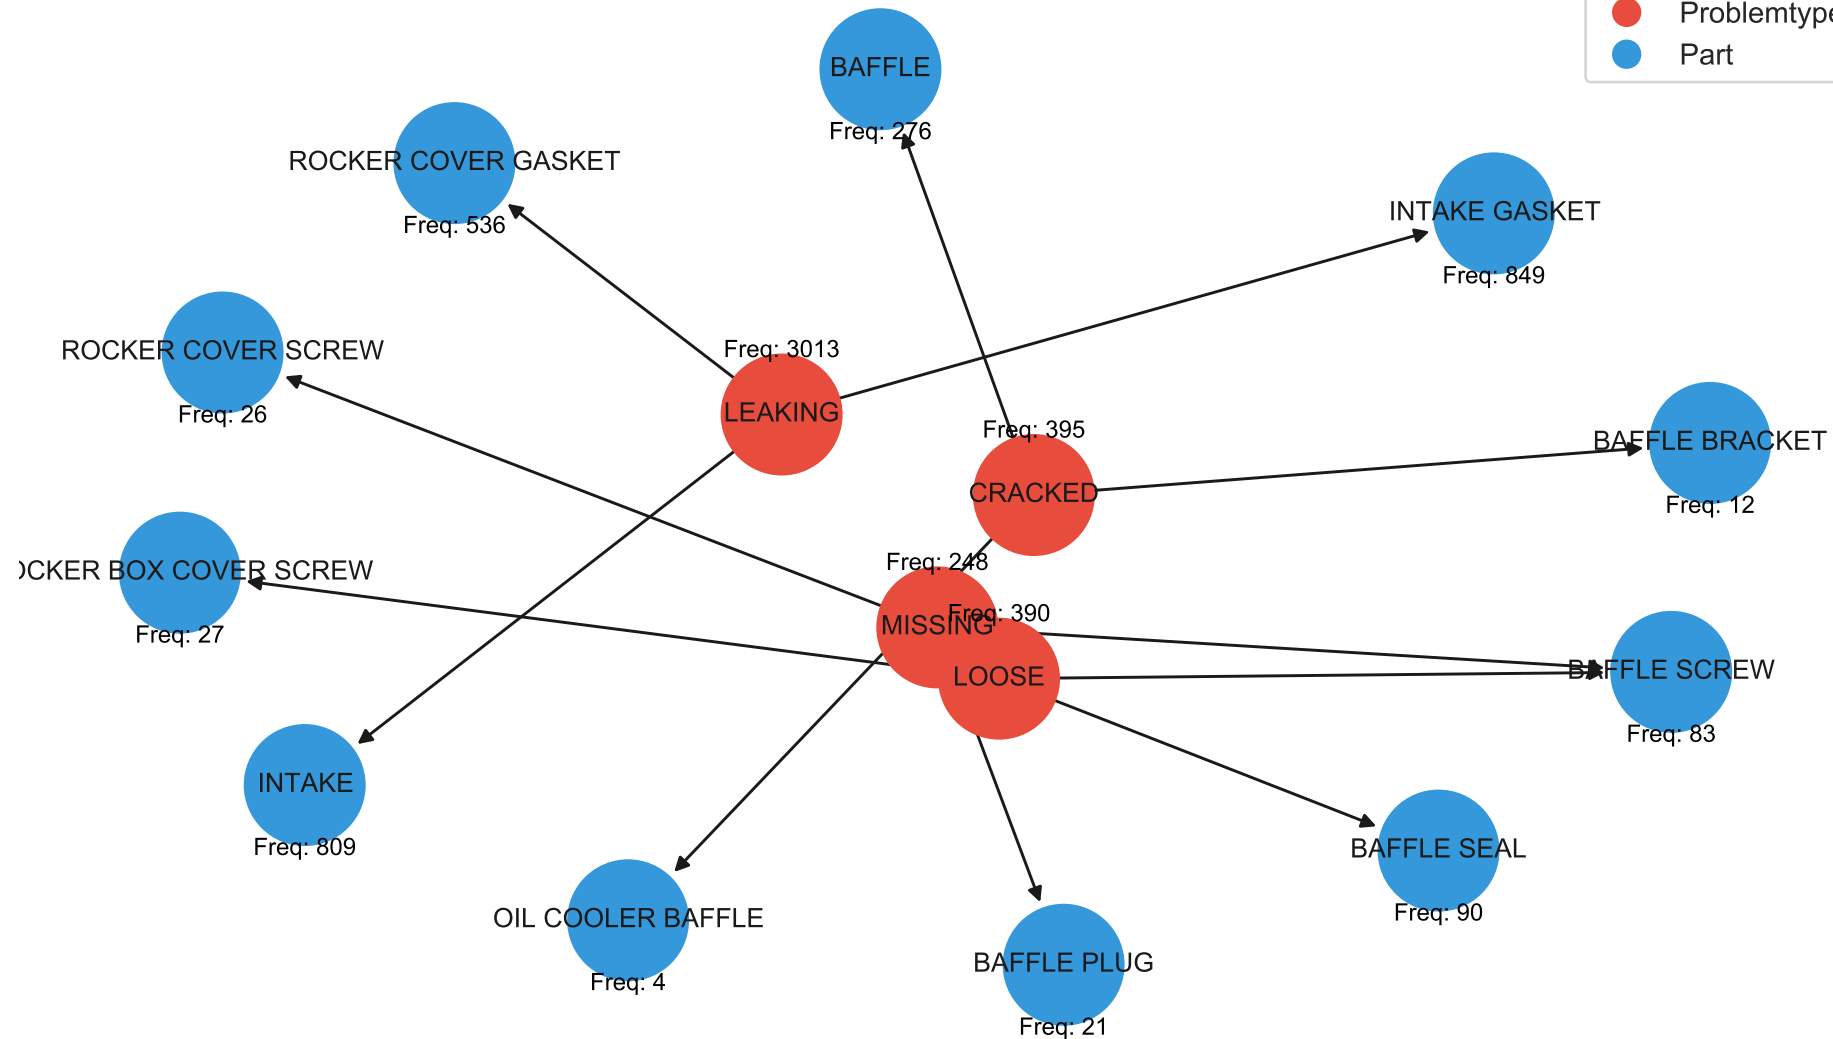 Problemtype
Part
BAFFLE
Freq: 276
ROCKER COVER GASKET
Freq: 536
INTAKE GASKET
Freq: 849
ROCKER COVER SCREW
Freq: 26
Freq: 3013
LEAKING
Freq: 395
CRACKED
BAFFLE BRACKET
Freq: 12
OCKER BOX COVER SCREW
Freq: 27
Freq: 248
MISSING
Freq: 390
LOOSE
BAFFLE SCREW
Freq: 83
INTAKE
Freq: 809
BAFFLE SEAL
Freq: 90
OIL COOLER BAFFLE
Freq: 4
BAFFLE PLUG
Freq: 21